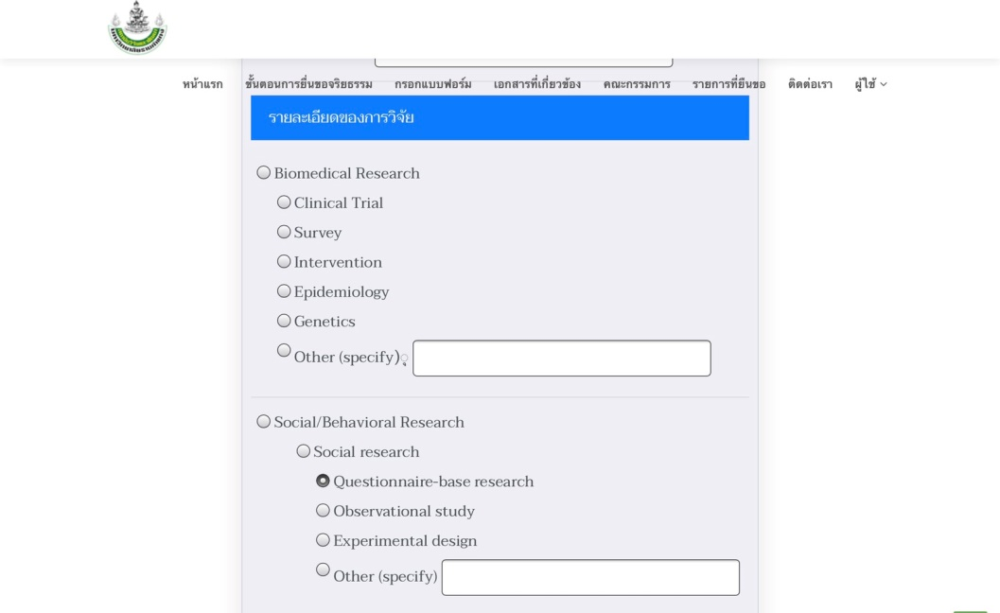 หน้าแรก ขั้นตอนการยื่นขอจริยธรรม กรอกแบบฟอร์ม เอกสารที่เกี่ยวข้อง คณะกรรมการ รายการที่ยืนขอ ติดต่อเรา ผู้ใช้
รายละเอียดของการวิจัย
Biomedical Research
Clinical Trial
Survey
Intervention
Epidemiology
Genetics
Other (specify)ุ
Social/Behavioral Research
Social research
Questionnaire-base research
Observational study
Experimental design
Other (specify)